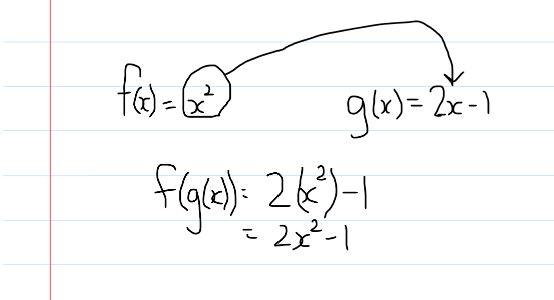 f(x) = x² g(x) = 2x - 1
f(g(x)) = 2(x²) - 1
= 2x² - 1